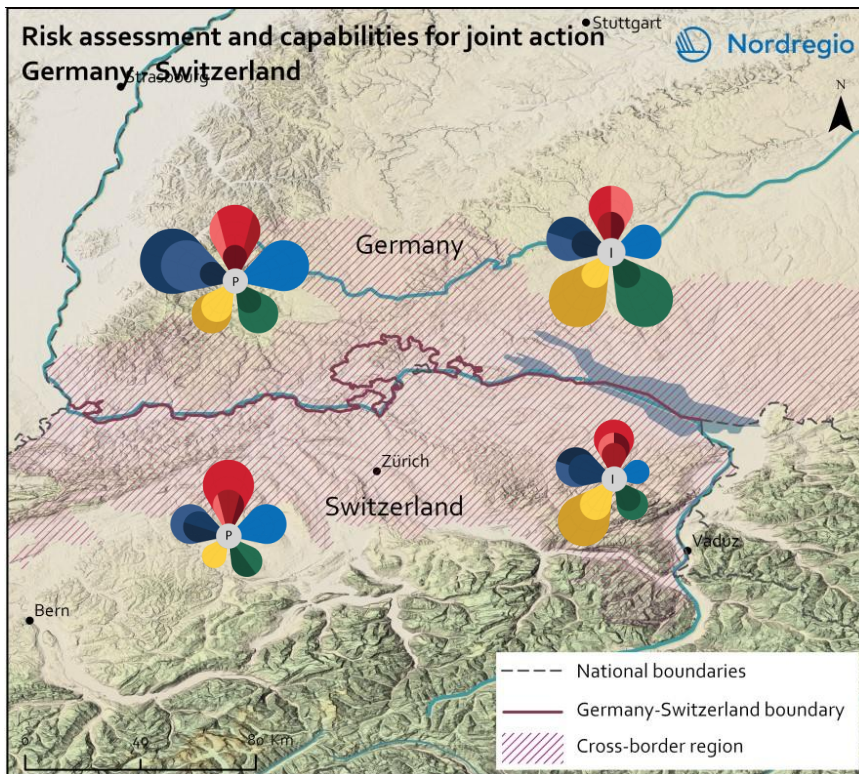 Risk assessment and capabilities for joint action
Germany - Switzerland
Stuttgart
Nordregio
Strasbourg
N
Germany
P
I
Zürich
Switzerland
P
I
Vaduz
Bern
National boundaries
Germany-Switzerland boundary
Cross-border region
0 40 80 Km